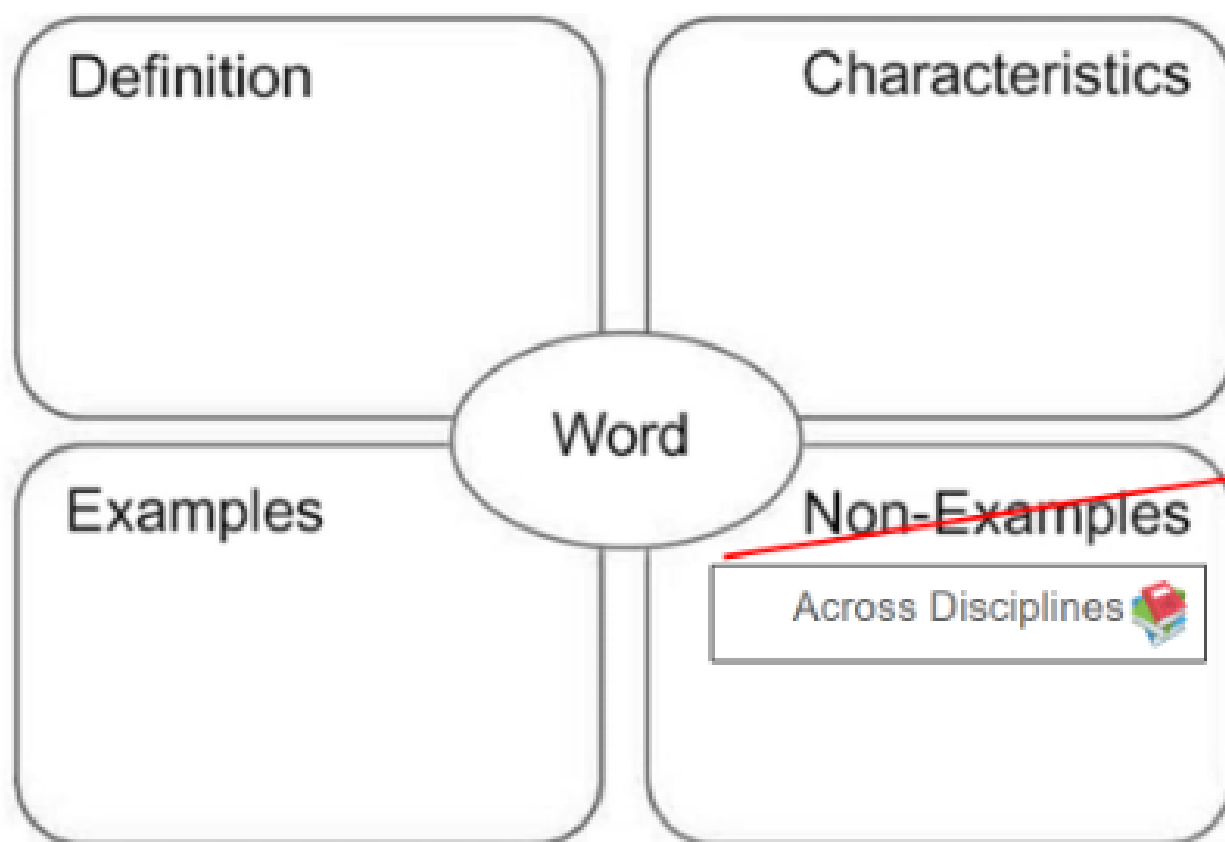 Definition
Characteristics
Word
Examples
Non-Examples
Across Disciplines